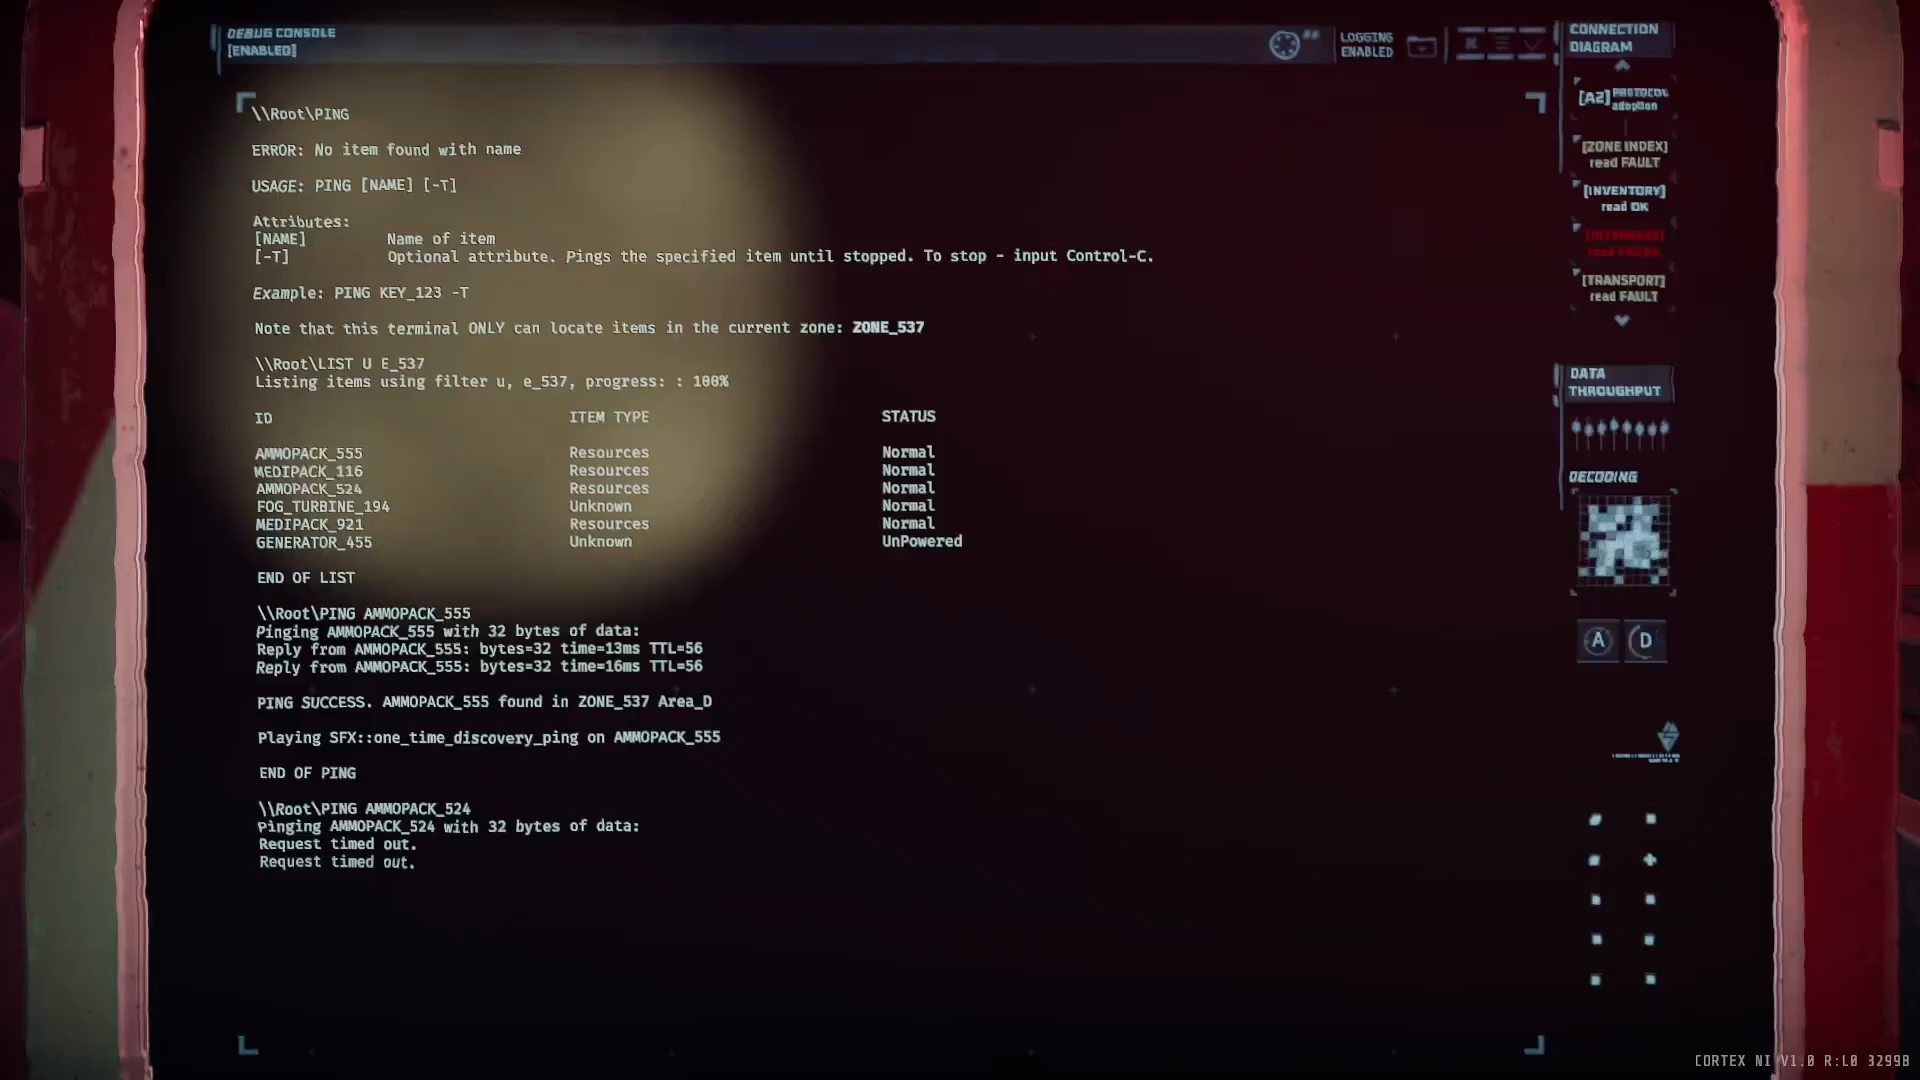 DEBUG CONSOLE
[ENABLED]
LOGGING
ENABLED
\\Root\PING
ERROR: No item found with name
USAGE: PING [NAME] [-T]
Attributes:
[NAME] Name of item
[-T] Optional attribute. Pings the specified item until stopped. To stop - input Control-C.
Example: PING KEY_123 -T
Note that this terminal ONLY can locate items in the current zone: ZONE_537
\\Root\LIST U E_537
Listing items using filter u, e_537, progress: : 100%
ID ITEM TYPE STATUS
AMMOPACK_555 Resources Normal
MEDIPACK_116 Resources Normal
AMMOPACK_524 Resources Normal
FOG_TURBINE_194 Unknown Normal
MEDIPACK_921 Resources Normal
GENERATOR_455 Unknown UnPowered
END OF LIST
\\Root\PING AMMOPACK_555
Pinging AMMOPACK_555 with 32 bytes of data:
Reply from AMMOPACK_555: bytes=32 time=13ms TTL=56
Reply from AMMOPACK_555: bytes=32 time=16ms TTL=56
PING SUCCESS. AMMOPACK_555 found in ZONE_537 Area_D
Playing SFX::one_time_discovery_ping on AMMOPACK_555
END OF PING
\\Root\PING AMMOPACK_524
Pinging AMMOPACK_524 with 32 bytes of data:
Request timed out.
Request timed out.
CONNECTION
DIAGRAM
[A2] PROTOCOL
adoption
[ZONE INDEX]
read FAULT
[INVENTORY]
read OK
read FAILED
[TRANSPORT]
read FAULT
DATA
THROUGHPUT
DECODING
A D
CORTEX NI V1.0 R:L0 32998